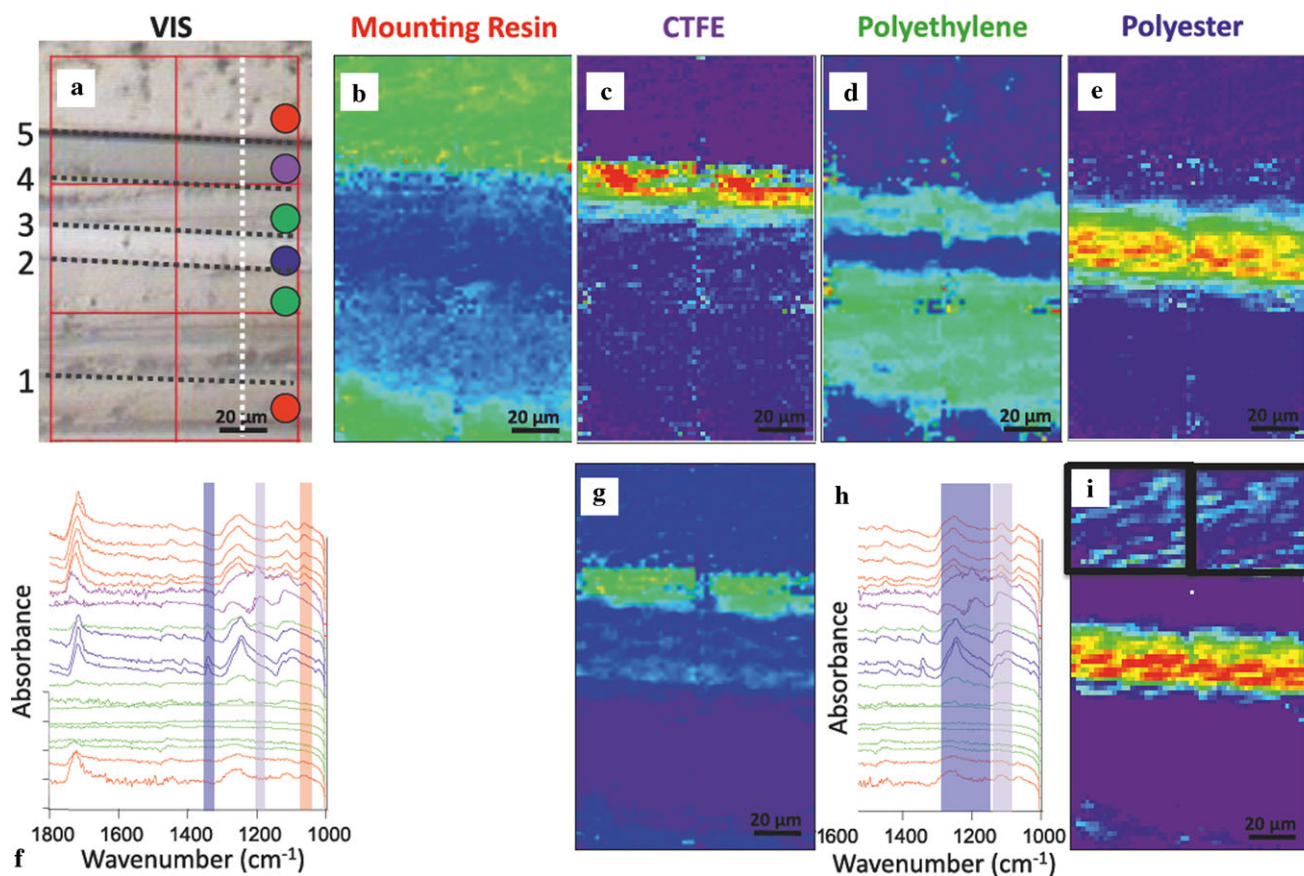 VIS
Mounting Resin
CTFE
Polyethylene
Polyester
a
5
4
3
2
1
20 µm
b
20 µm
c
20 µm
d
20 µm
e
20 µm
Absorbance
1800 1600 1400 1200 1000
Wavenumber (cm⁻¹)
f
g
20 µm
h
Absorbance
1600 1400 1200 1000
Wavenumber (cm⁻¹)
i
20 µm